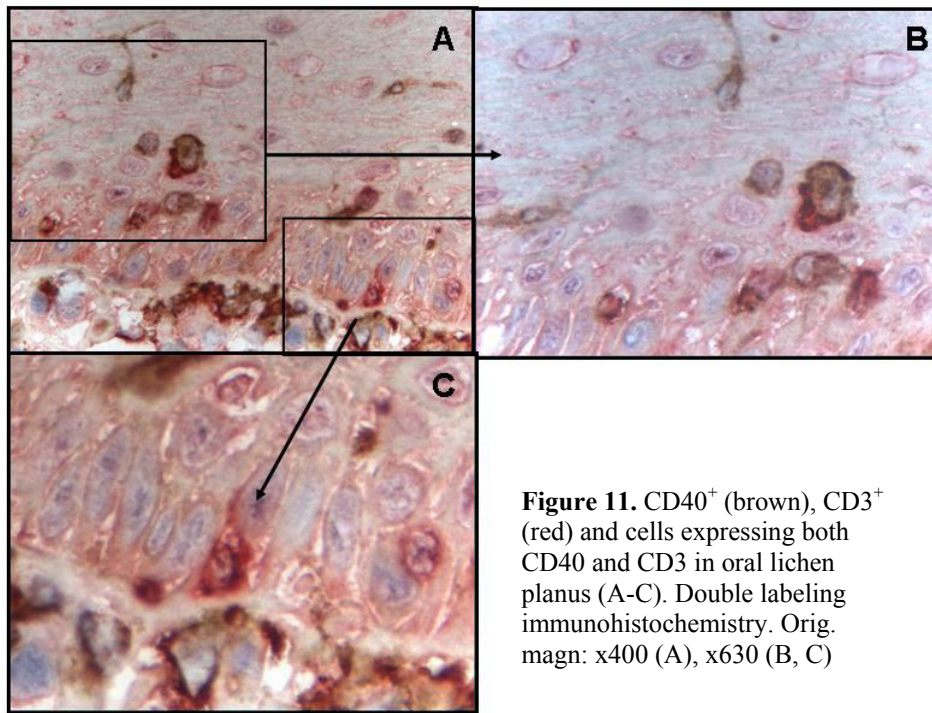 A
B
C
Figure 11. CD40+ (brown), CD3+
(red) and cells expressing both
CD40 and CD3 in oral lichen
planus (A-C). Double labeling
immunohistochemistry. Orig.
magn: x400 (A), x630 (B, C)